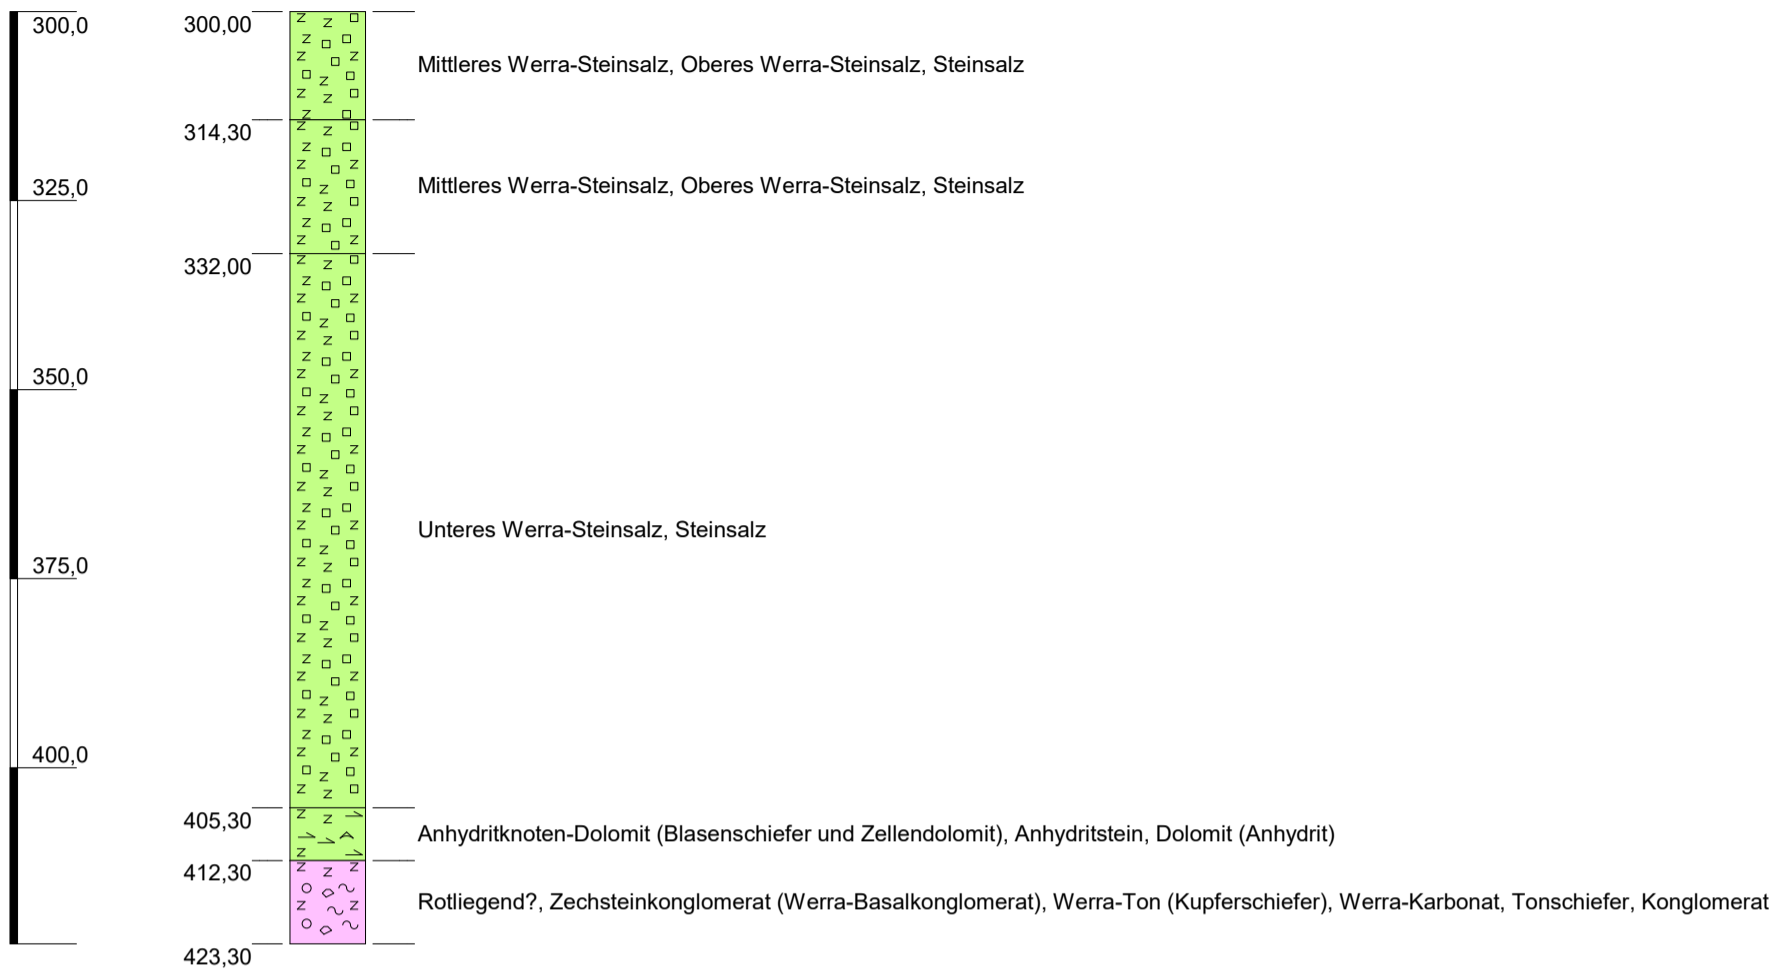 300,0
300,00
Mittleres Werra-Steinsalz, Oberes Werra-Steinsalz, Steinsalz
314,30
Mittleres Werra-Steinsalz, Oberes Werra-Steinsalz, Steinsalz
325,0
332,00
350,0
Unteres Werra-Steinsalz, Steinsalz
375,0
400,0
405,30
Anhydritknoten-Dolomit (Blasenschiefer und Zellendolomit), Anhydritstein, Dolomit (Anhydrit)
412,30
Rotliegend?, Zechsteinkonglomerat (Werra-Basalkonglomerat), Werra-Ton (Kupferschiefer), Werra-Karbonat, Tonschiefer, Konglomerat
423,30